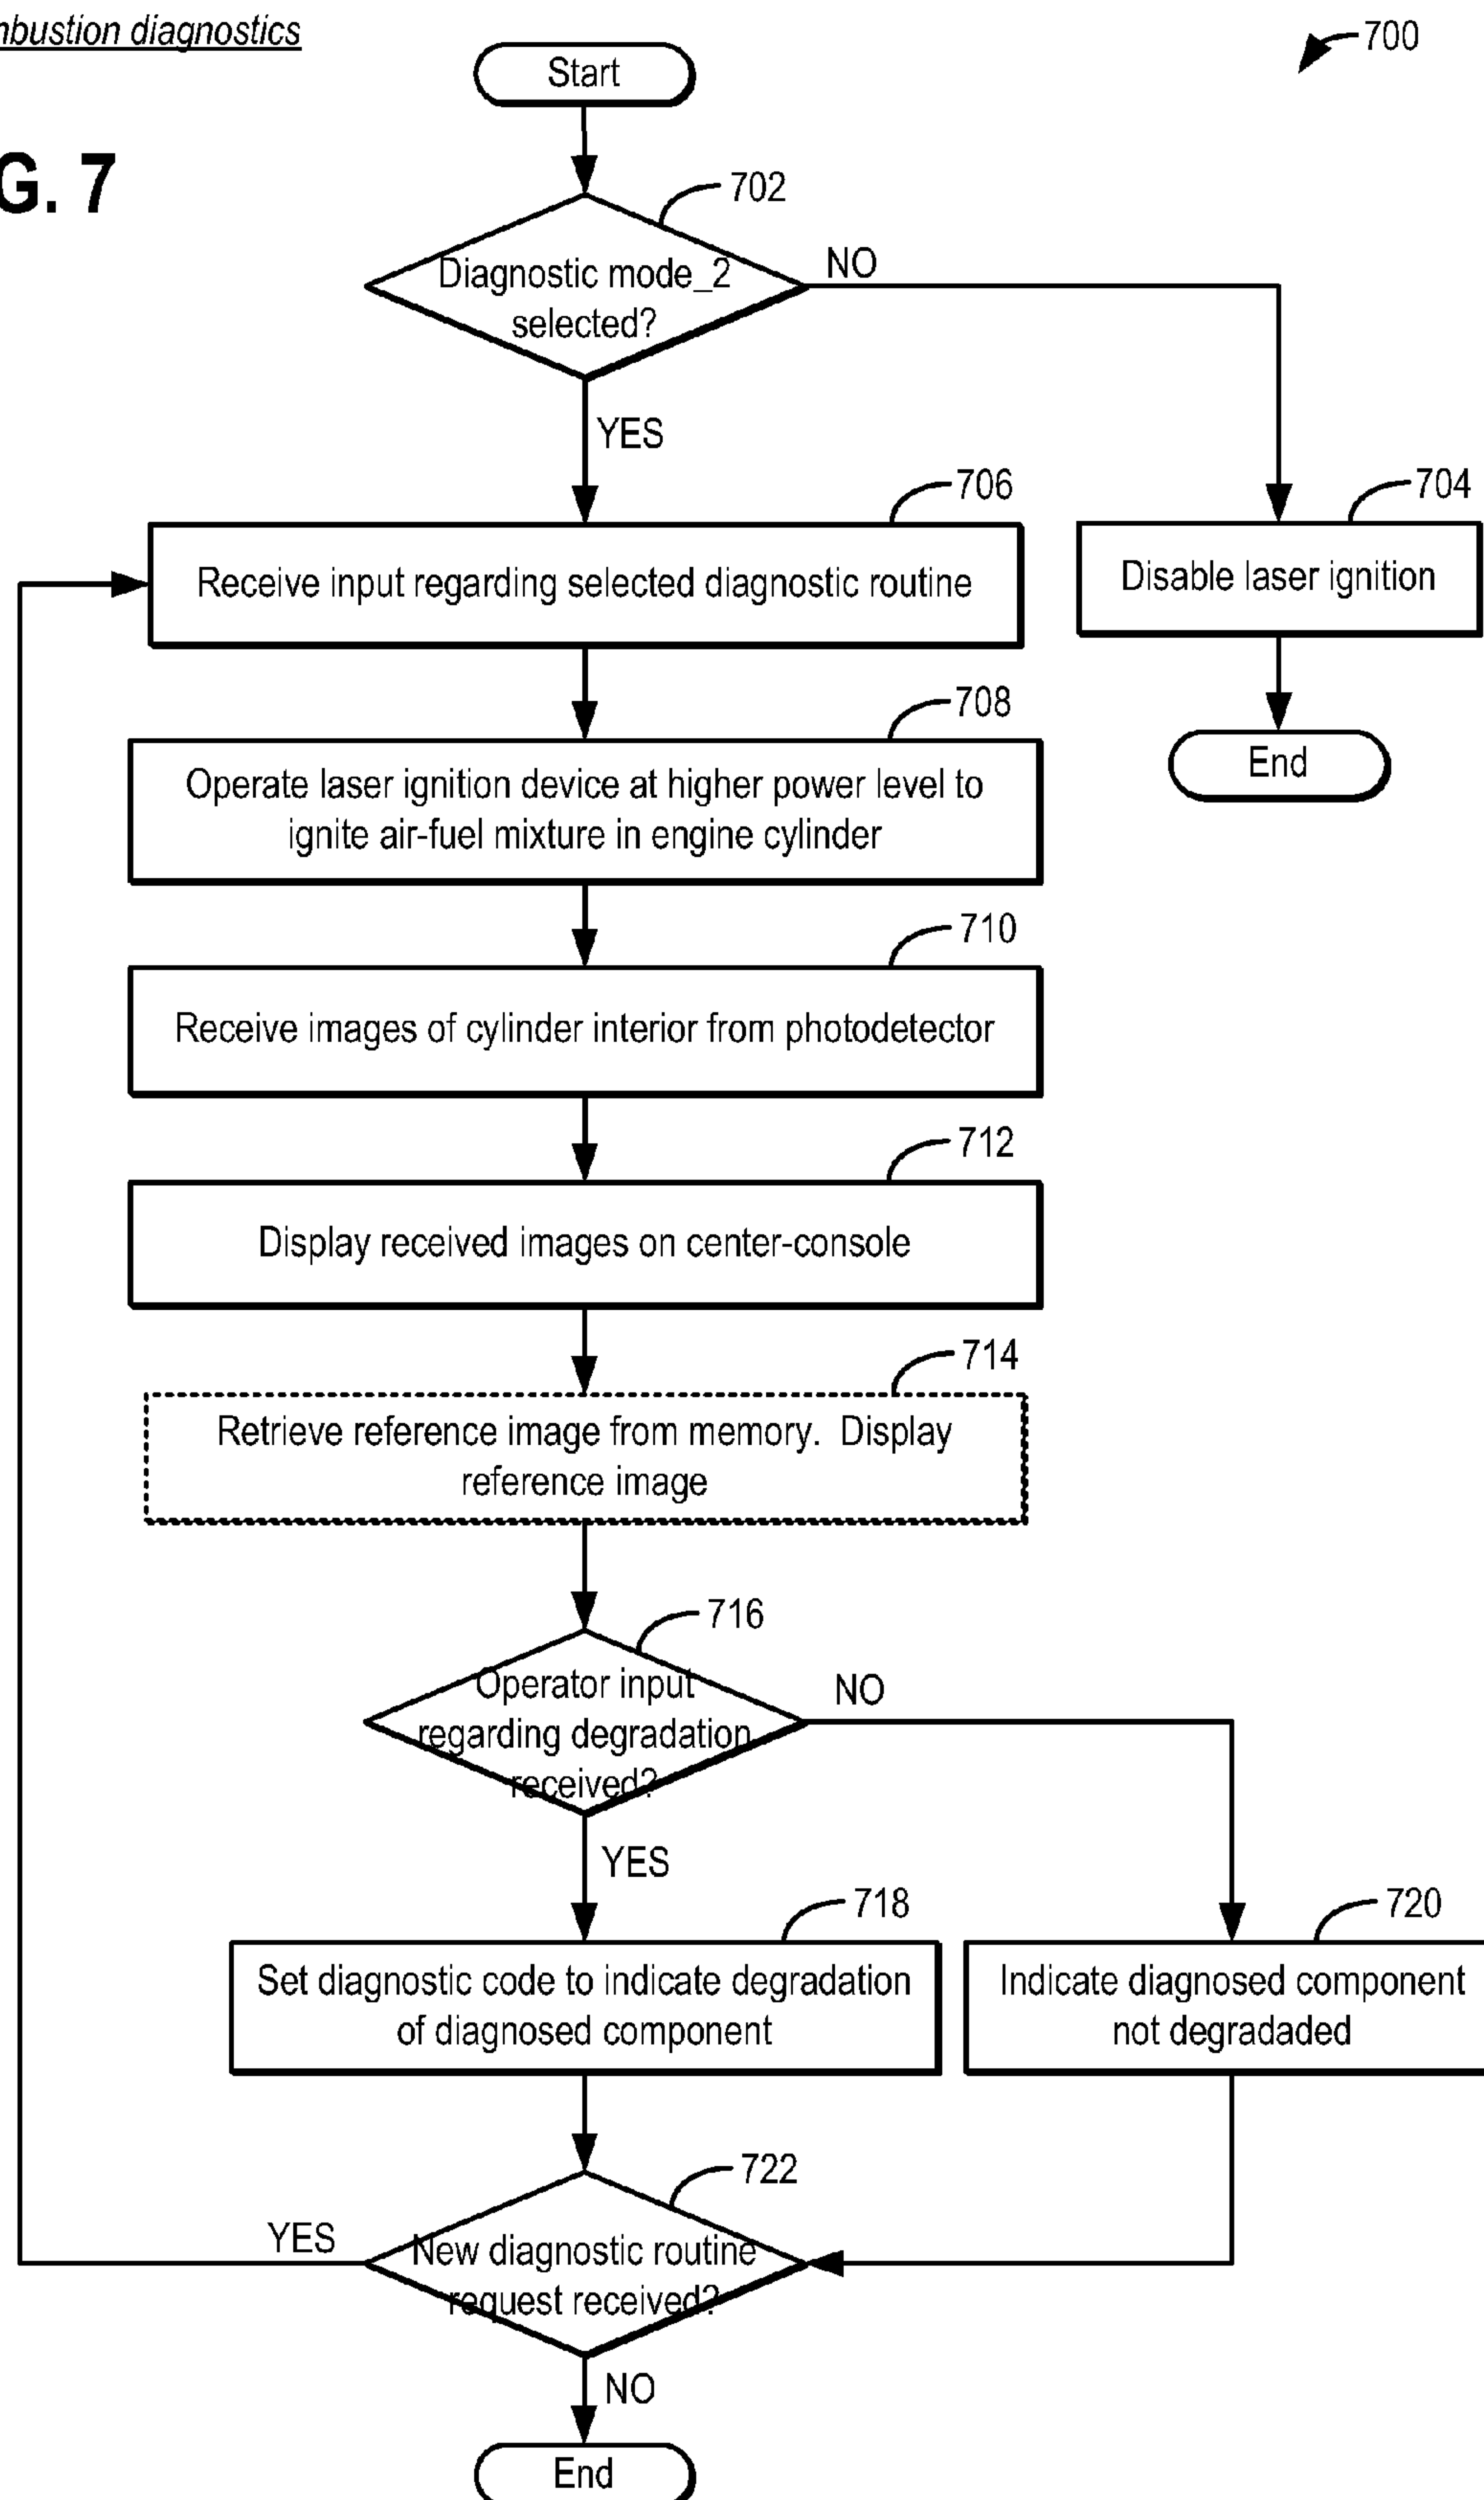 mbustion diagnostics
700
Start
G. 7
702
Diagnostic mode_2
selected?
NO
YES
706
Receive input regarding selected diagnostic routine
704
Disable laser ignition
708
Operate laser ignition device at higher power level to
ignite air-fuel mixture in engine cylinder
End
710
Receive images of cylinder interior from photodetector
712
Display received images on center-console
714
Retrieve reference image from memory. Display
reference image
716
Operator input
regarding degradation
received?
NO
YES
718
Set diagnostic code to indicate degradation
of diagnosed component
720
Indicate diagnosed component
not degradaded
722
New diagnostic routine
request received?
YES
NO
End